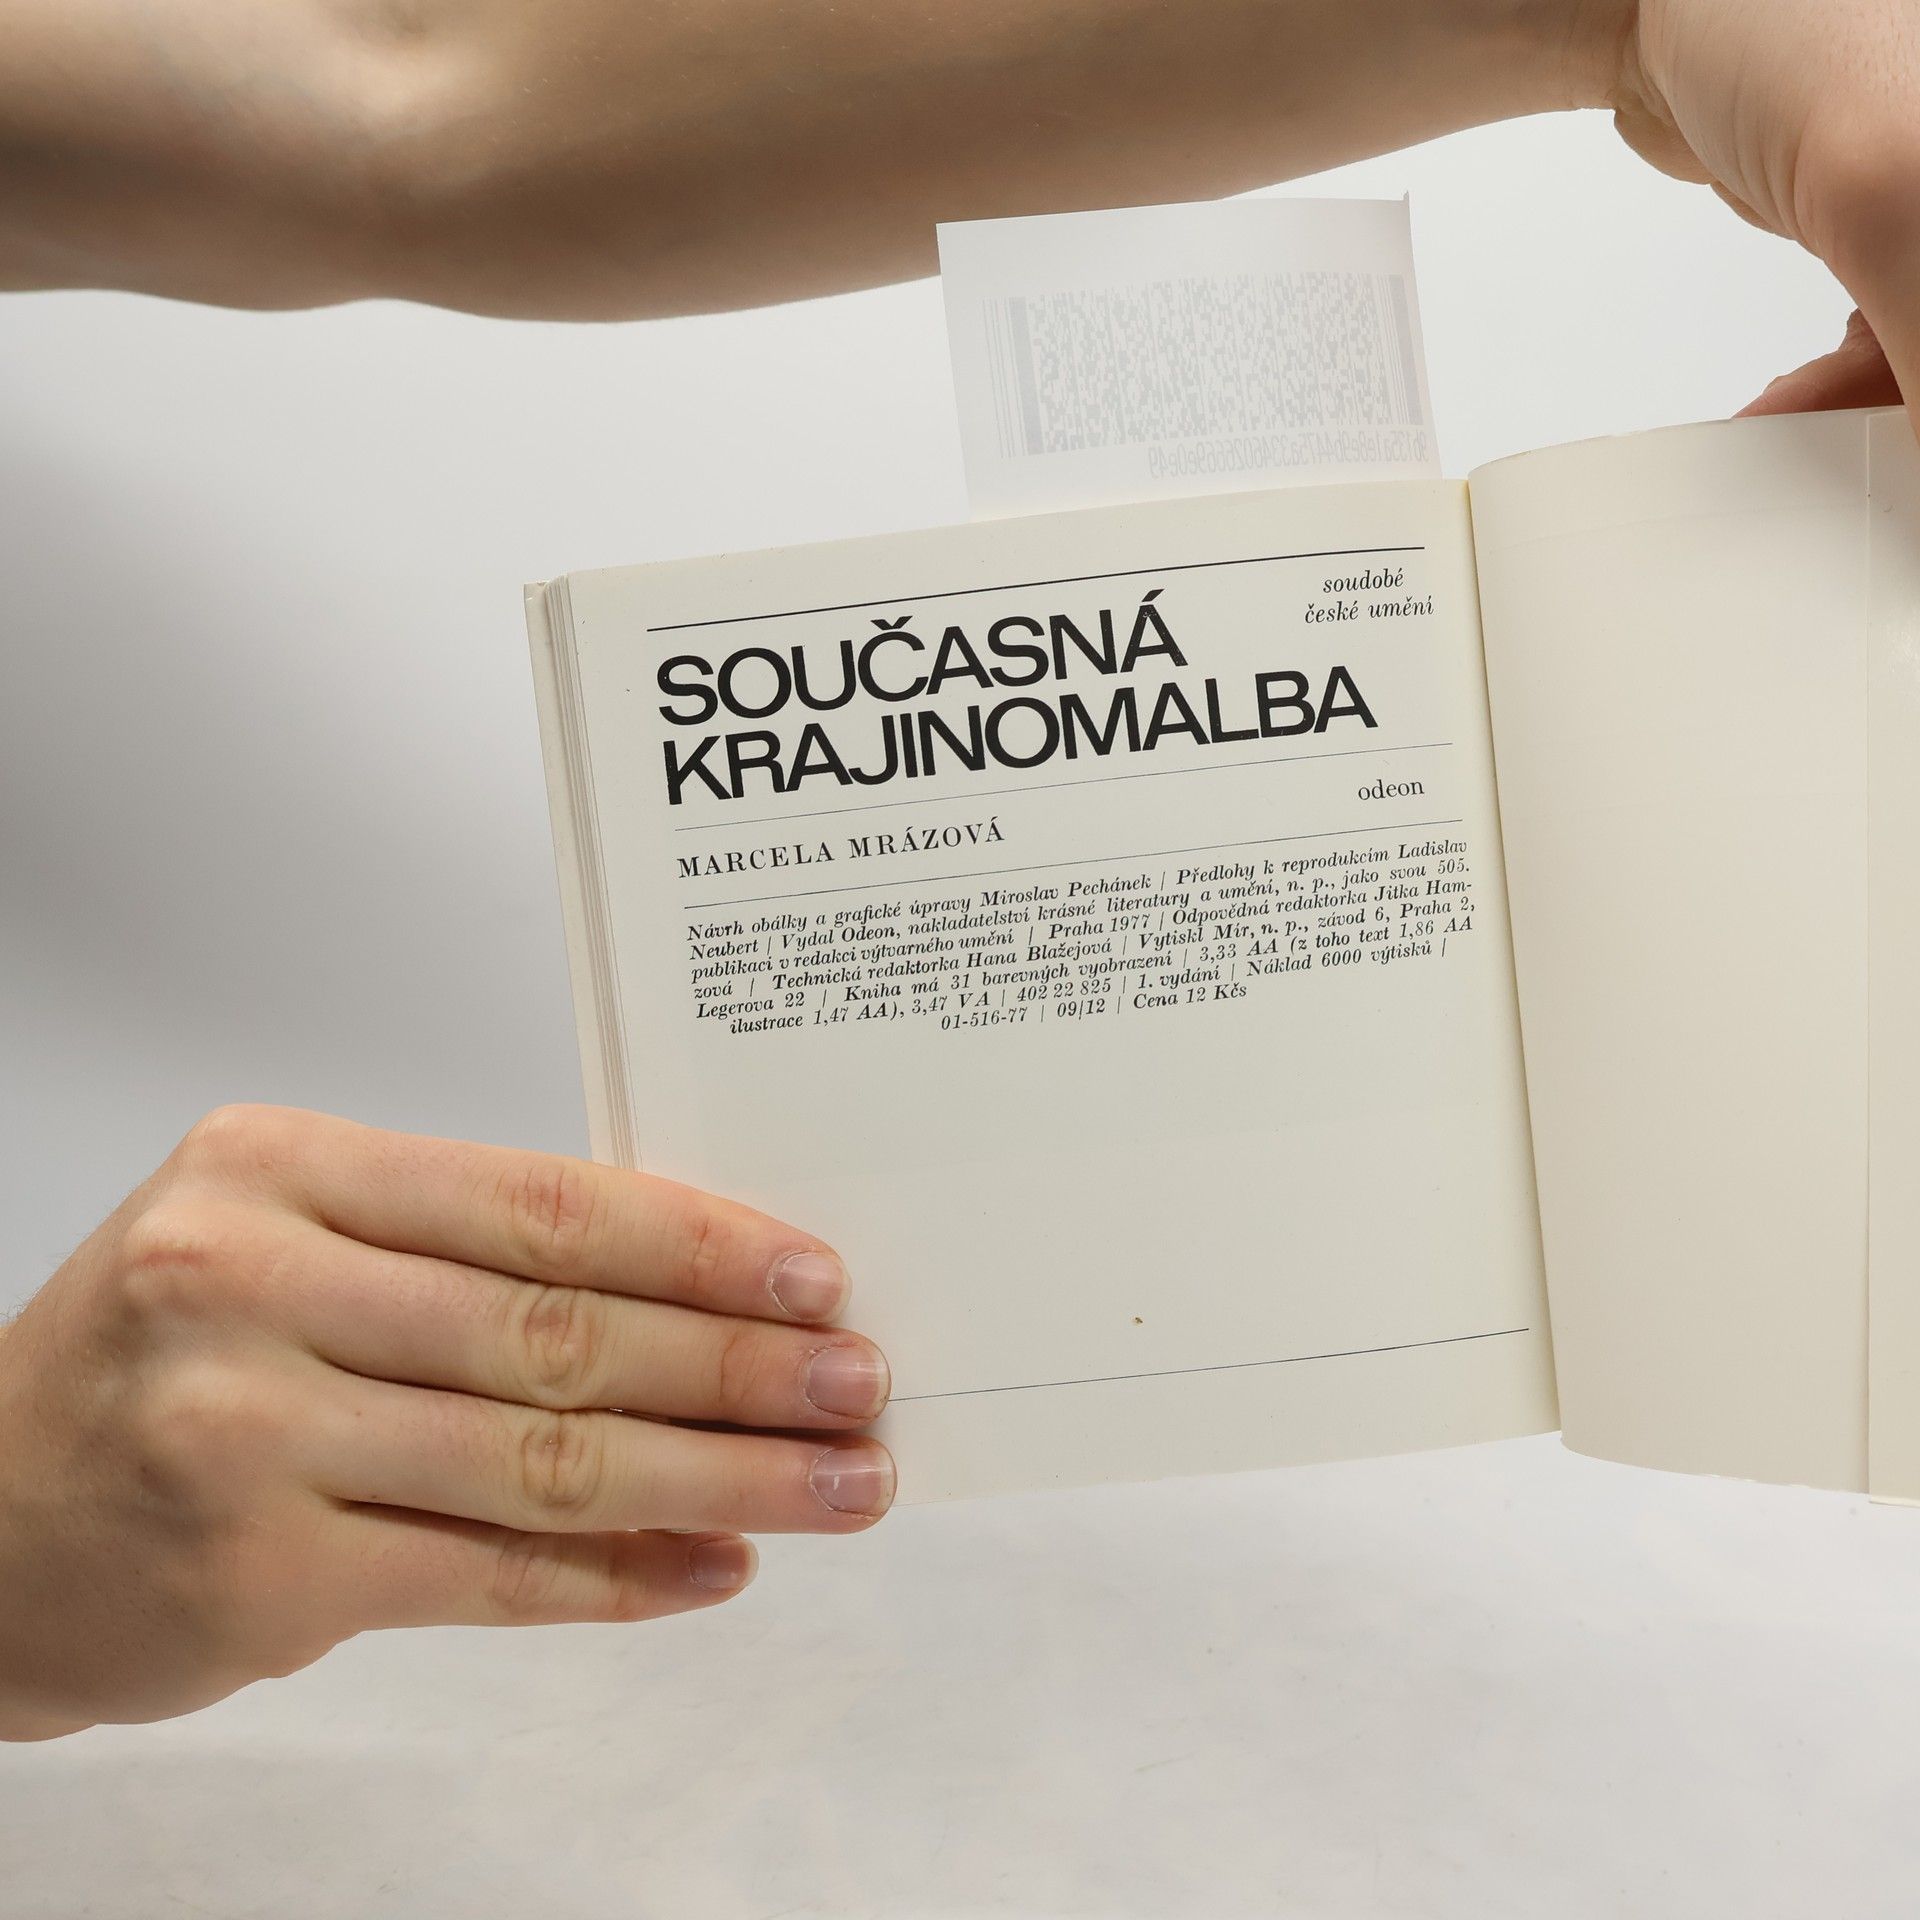 soudobé
české umění
SOUČASNÁ
KRAJINOMALBA
odeon
MARCELA MRÁZOVÁ
Návrh obálky a grafické úpravy Miroslav Pechánek | Předlohy k reprodukcím Ladislav
Neubert | Vydal Odeon, nakladatelství krásné literatury a umění, n. p., jako svou 505.
publikaci v redakci výtvarného umění | Praha 1977 | Odpovědná redaktorka Jitka Ham-
zová | Technická redaktorka Hana Blažejová | Vytiskl Mír, n. p., závod 6, Praha 2,
Legerova 22 | Kniha má 31 barevných vyobrazení | 3,33 AA (z toho text 1,86 AA
ilustrace 1,47 AA), 3,47 VA | 402 22 825 | 1. vydání | Náklad 6000 výtisků |
01-516-77 | 09/12 | Cena 12 Kčs